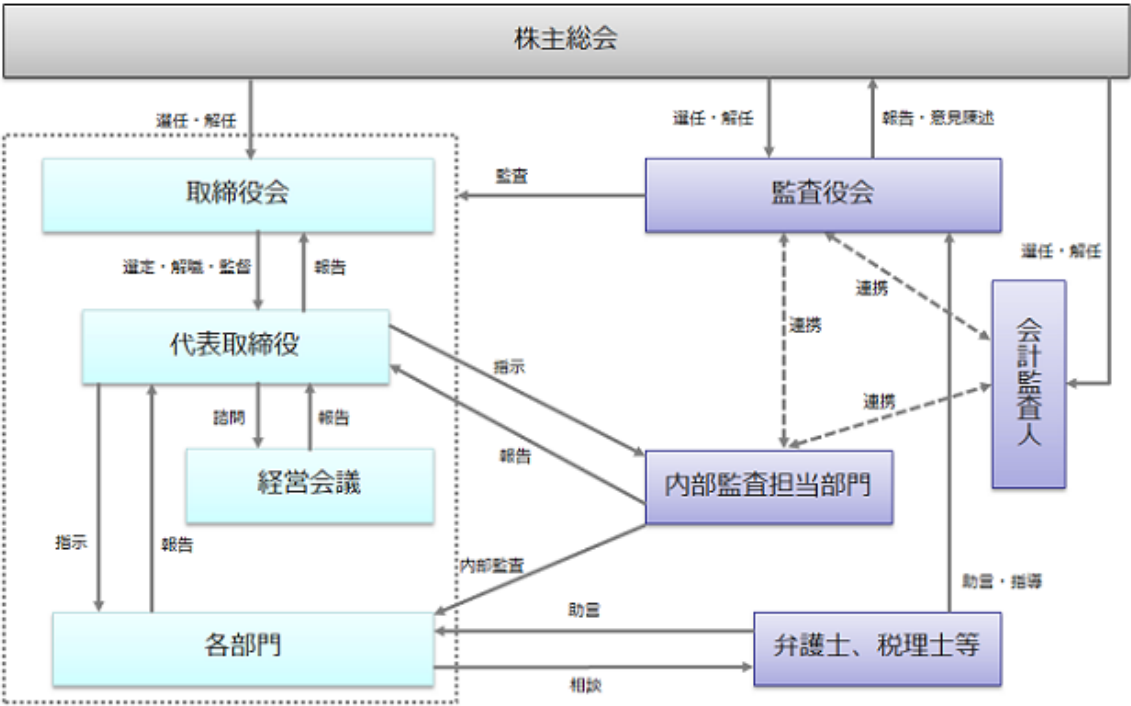 株主総会
選任・解任
選任・解任
報告・意見陳述
取締役会
監査
監査役会
選任・解任
選定・解職・監督
報告
連携
連携
代表取締役
会計監査人
指示
諮問
報告
連携
報告
経営会議
内部監査担当部門
指示
報告
内部監査
助言・指導
助言
各部門
弁護士、税理士等
相談